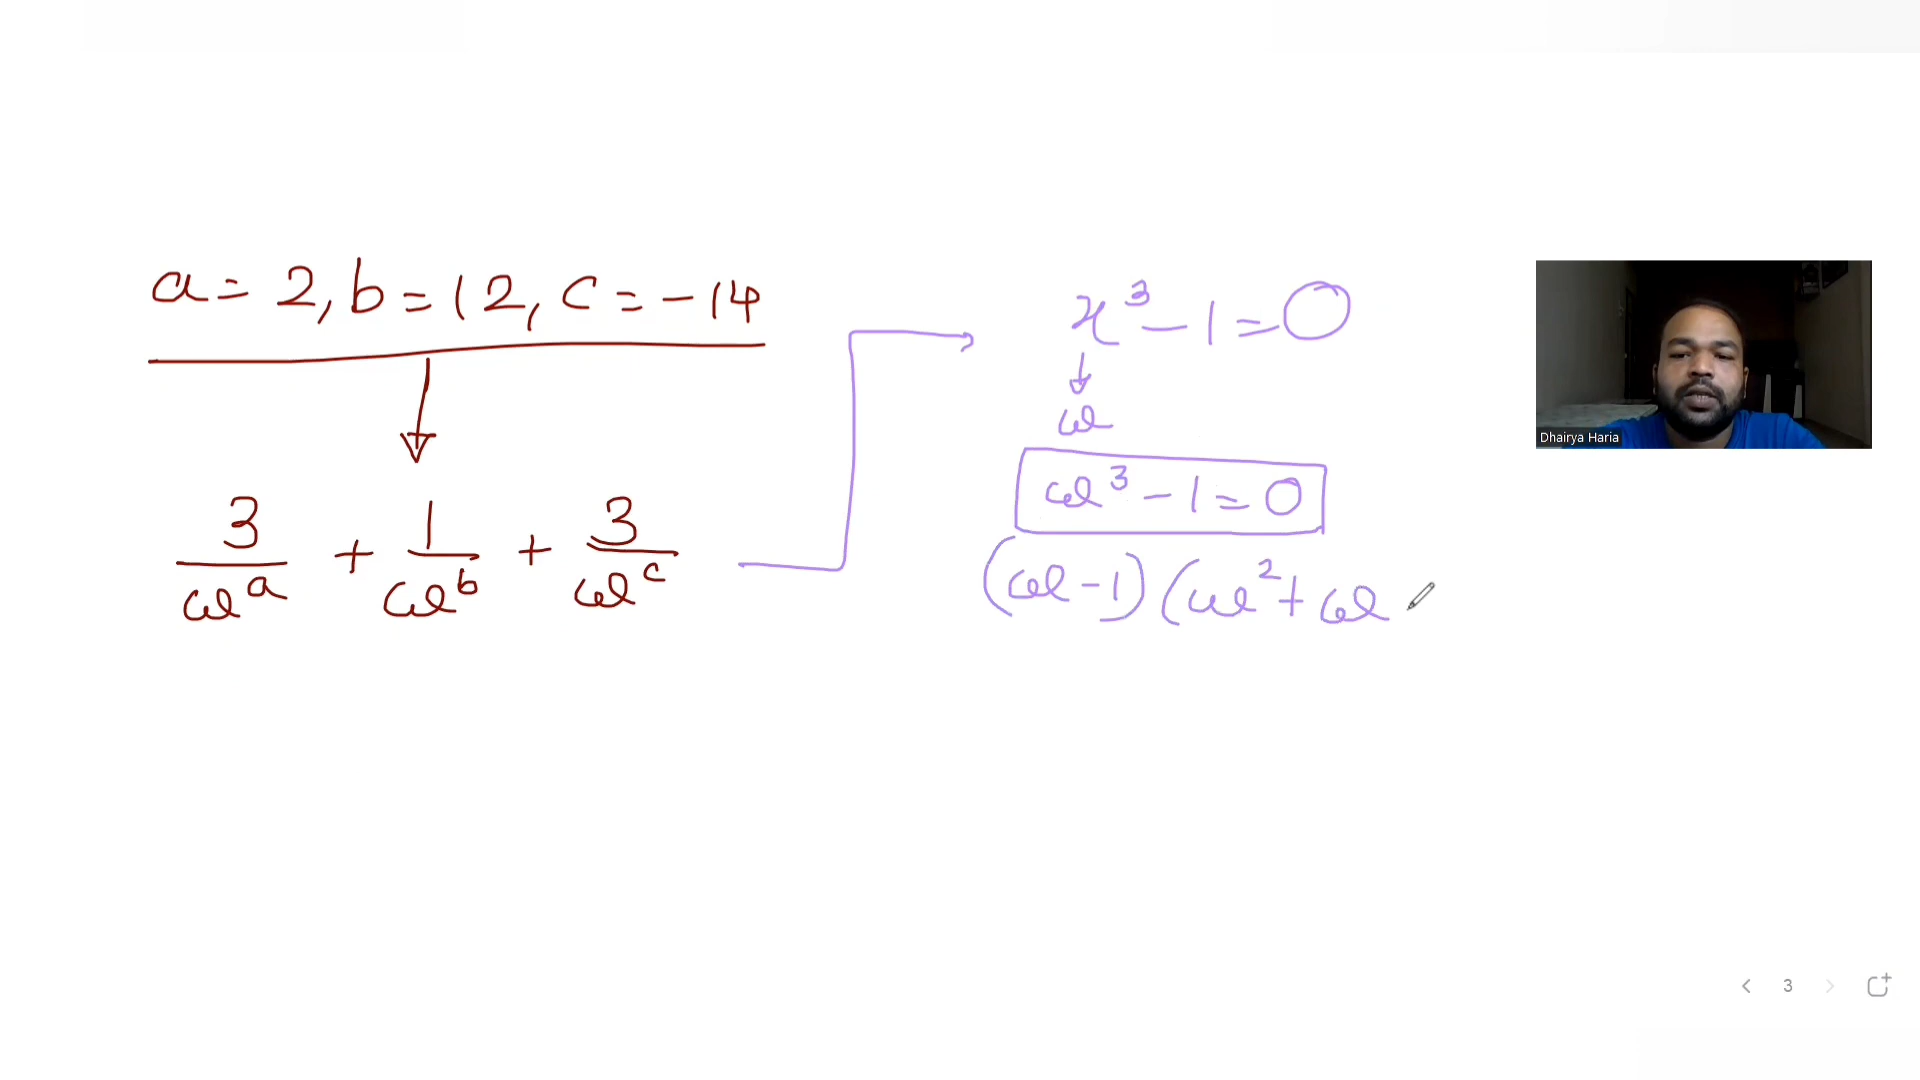 a = 2, b = 12, c = -14
3/ω^a + 1/ω^b + 3/ω^c
x³ - 1 = 0
ω
ω³ - 1 = 0
(ω - 1) (ω² + ω
Dhairya Haria
3